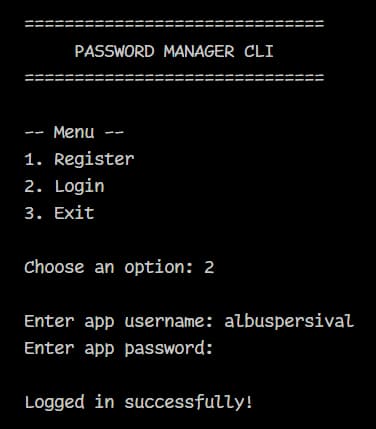 ==============================
PASSWORD MANAGER CLI
==============================
-- Menu --
1. Register
2. Login
3. Exit
Choose an option: 2
Enter app username: albuspersival
Enter app password:
Logged in successfully!